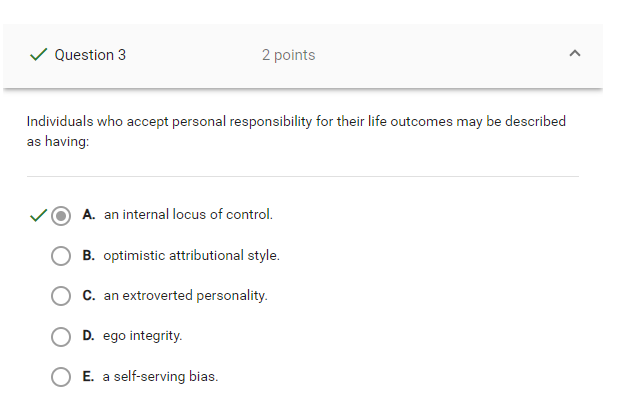 Question 3 2 points
Individuals who accept personal responsibility for their life outcomes may be described
as having:
A. an internal locus of control.
B. optimistic attributional style.
C. an extroverted personality.
D. ego integrity.
E. a self-serving bias.